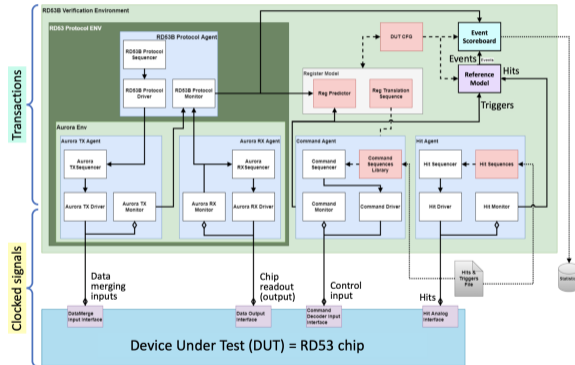 RD53B Verification Environment
RD53 Protocol ENV
RD53B Protocol Agent
RD53B Protocol
Sequencer
RD53B Protocol
Driver
RD53B Protocol
Monitor
DUT CFG
Event
Scoreboard
Events
Events
Hits
Reference
Model
Triggers
Register Model
Reg Predictor
Reg Translation
Sequence
Transactions
Aurora Env
Aurora TX Agent
Aurora
TX Sequencer
Aurora TX Driver
Aurora TX
Monitor
Aurora RX Agent
Aurora
RX Sequencer
Aurora RX
Monitor
Aurora RX Driver
Command Agent
Command
Sequencer
Command
Sequences
Library
Command
Monitor
Command Driver
Hit Agent
Hit Sequencer
Hit Sequences
Hit Driver
Hit Monitor
Clocked signals
Data
merging
inputs
Chip
readout
(output)
Control
input
Hits
Hits &
Triggers
File
DataMerge
Input Interface
Data Output
Interface
Command
Decoder Input
Interface
Hit Analog
Interface
Device Under Test (DUT) = RD53 chip